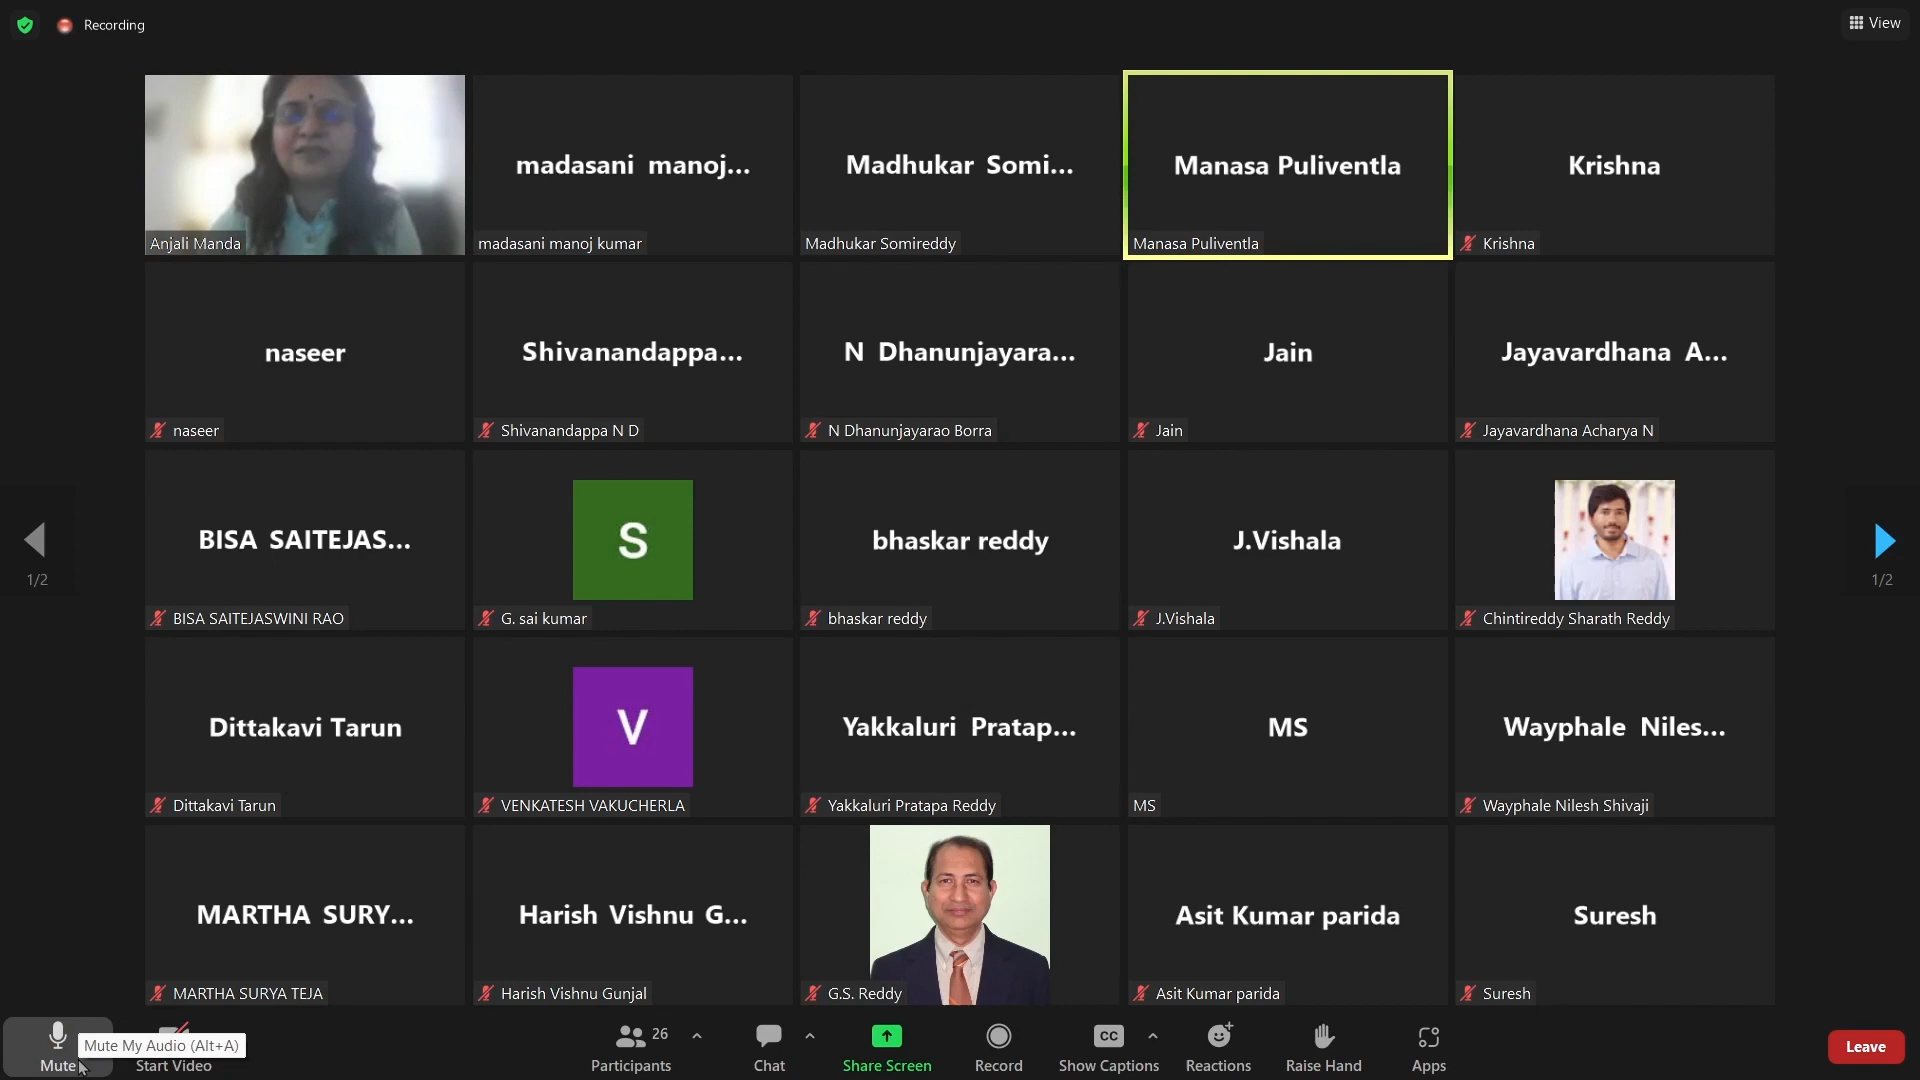 Recording
View
Anjali Manda
madasani manoj...
madasani manoj kumar
Madhukar Somi...
Madhukar Somireddy
Manasa Puliventla
Manasa Puliventla
Krishna
Krishna
naseer
naseer
Shivanandappa...
Shivanandappa N D
N Dhanunjayara...
N Dhanunjayarao Borra
Jain
Jain
Jayavardhana A...
Jayavardhana Acharya N
BISA SAITEJAS...
BISA SAITEJASWINI RAO
S
G. sai kumar
bhaskar reddy
bhaskar reddy
J.Vishala
J.Vishala
Chintireddy Sharath Reddy
1/2
1/2
Dittakavi Tarun
Dittakavi Tarun
V
VENKATESH VAKUCHERLA
Yakkaluri Pratap...
Yakkaluri Pratapa Reddy
MS
MS
Wayphale Niles...
Wayphale Nilesh Shivaji
MARTHA SURY...
MARTHA SURYA TEJA
Harish Vishnu G...
Harish Vishnu Gunjal
G.S. Reddy
Asit Kumar parida
Asit Kumar parida
Suresh
Suresh
Mute
Mute My Audio (Alt+A)
Start Video
26
Participants
Chat
Share Screen
Record
CC
Show Captions
Reactions
Raise Hand
Apps
Leave